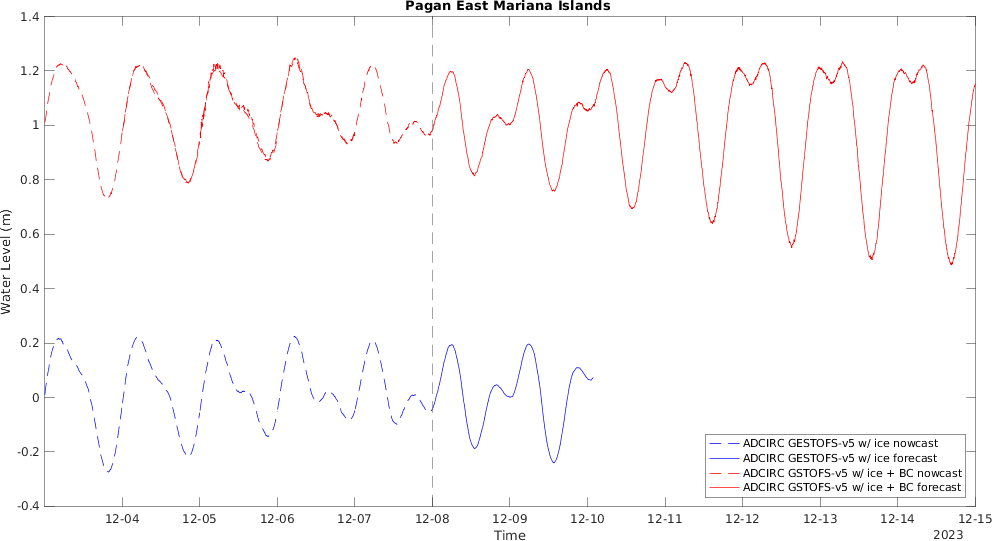 Pagan East Mariana Islands
1.4
1.2
1
0.8
0.6
0.4
0.2
0
-0.2
-0.4
Water Level (m)
12-04 12-05 12-06 12-07 12-08 12-09 12-10 12-11 12-12 12-13 12-14 12-15
Time
2023
ADCIRC GESTOFS-v5 w/ ice nowcast
ADCIRC GESTOFS-v5 w/ ice forecast
ADCIRC GSTOFS-v5 w/ ice + BC nowcast
ADCIRC GSTOFS-v5 w/ ice + BC forecast